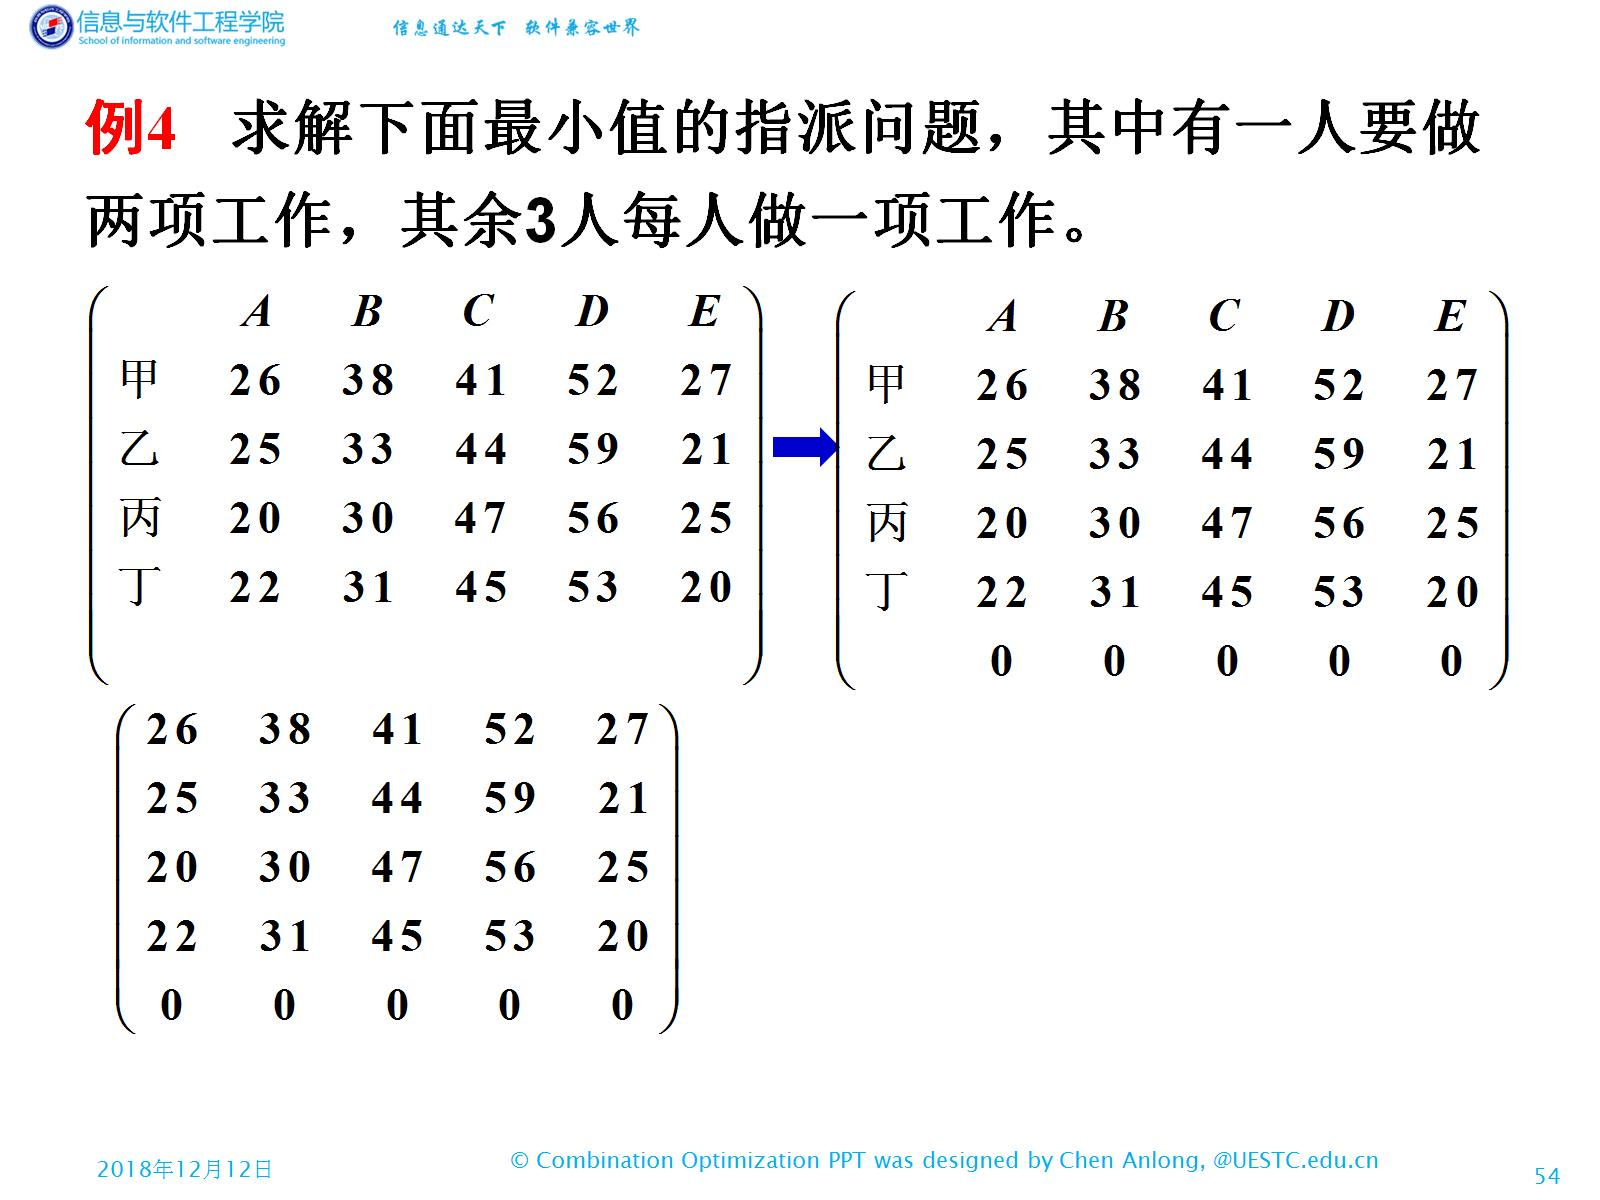 信息与软件工程学院
School of information and software engineering
信息通达天下 软件兼容世界
例4 求解下面最小值的指派问题，其中有一人要做
两项工作，其余3人每人做一项工作。
A B C D E
甲 26 38 41 52 27
乙 25 33 44 59 21
丙 20 30 47 56 25
丁 22 31 45 53 20
A B C D E
甲 26 38 41 52 27
乙 25 33 44 59 21
丙 20 30 47 56 25
丁 22 31 45 53 20
0 0 0 0 0
26 38 41 52 27
25 33 44 59 21
20 30 47 56 25
22 31 45 53 20
0 0 0 0 0
2018年12月12日
© Combination Optimization PPT was designed by Chen Anlong, @UESTC.edu.cn
54